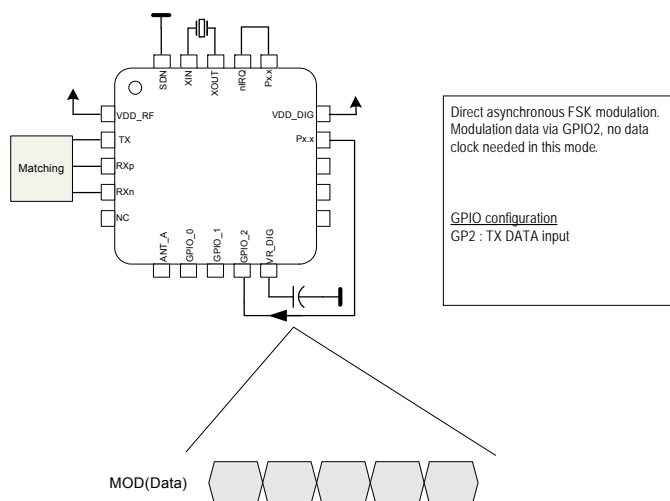 SDN
XIN
XOUT
nIRQ
Px.x
VDD_RF
TX
RXp
RXn
NC
VDD_DIG
Px.x
Matching
ANT_A
GPIO_0
GPIO_1
GPIO_2
VR_DIG
Direct asynchronous FSK modulation.
Modulation data via GPIO2, no data
clock needed in this mode.
GPIO configuration
GP2 : TX DATA input
MOD(Data)